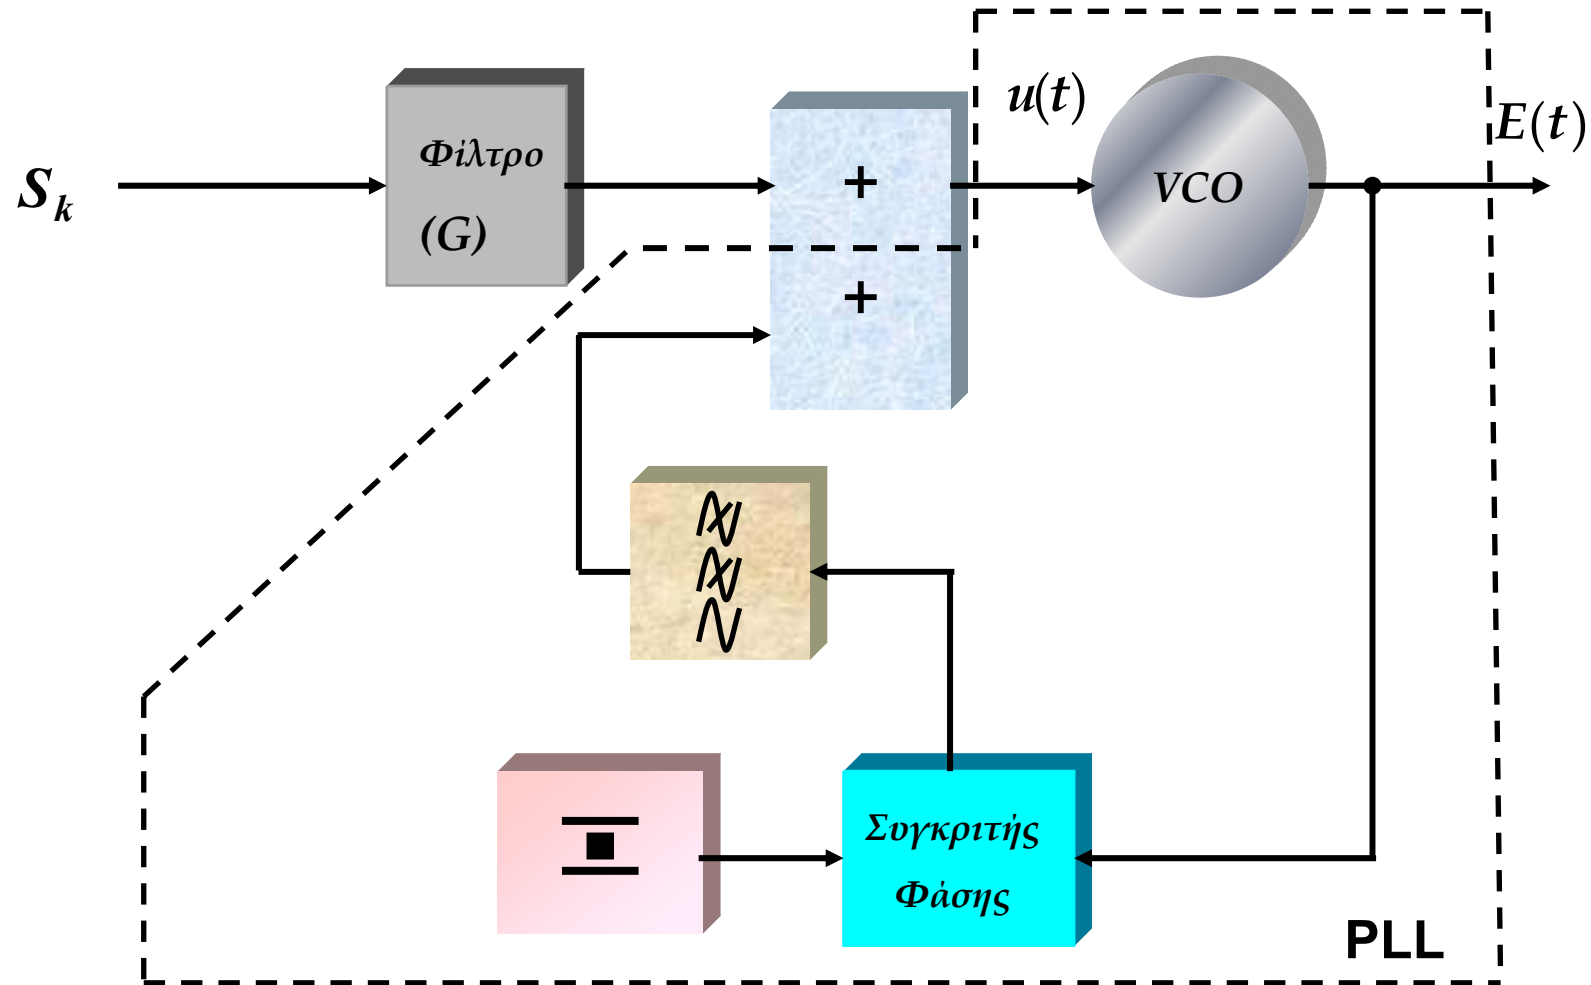 S_k
Φίλτρο
(G)
+
+
u(t)
VCO
E(t)
Συγκριτής
Φάσης
PLL